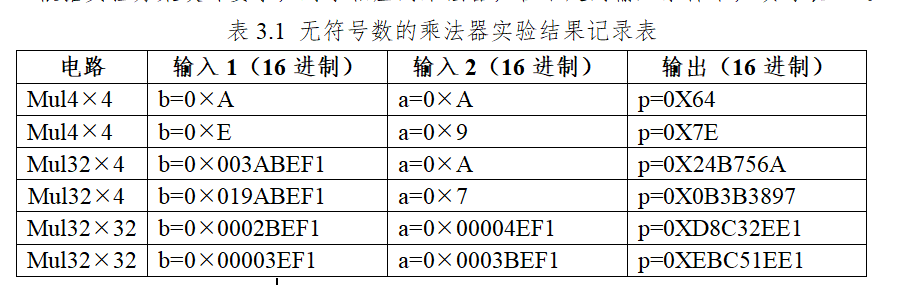 表 3.1 无符号数的乘法器实验结果记录表
电路 输入 1（16 进制） 输入 2（16 进制） 输出（16 进制）
Mul4×4 b=0×A a=0×A p=0X64
Mul4×4 b=0×E a=0×9 p=0X7E
Mul32×4 b=0×003ABEF1 a=0×A p=0X24B756A
Mul32×4 b=0×019ABEF1 a=0×7 p=0X0B3B3897
Mul32×32 b=0×0002BEF1 a=0×00004EF1 p=0XD8C32EE1
Mul32×32 b=0×00003EF1 a=0×0003BEF1 p=0XEBC51EE1